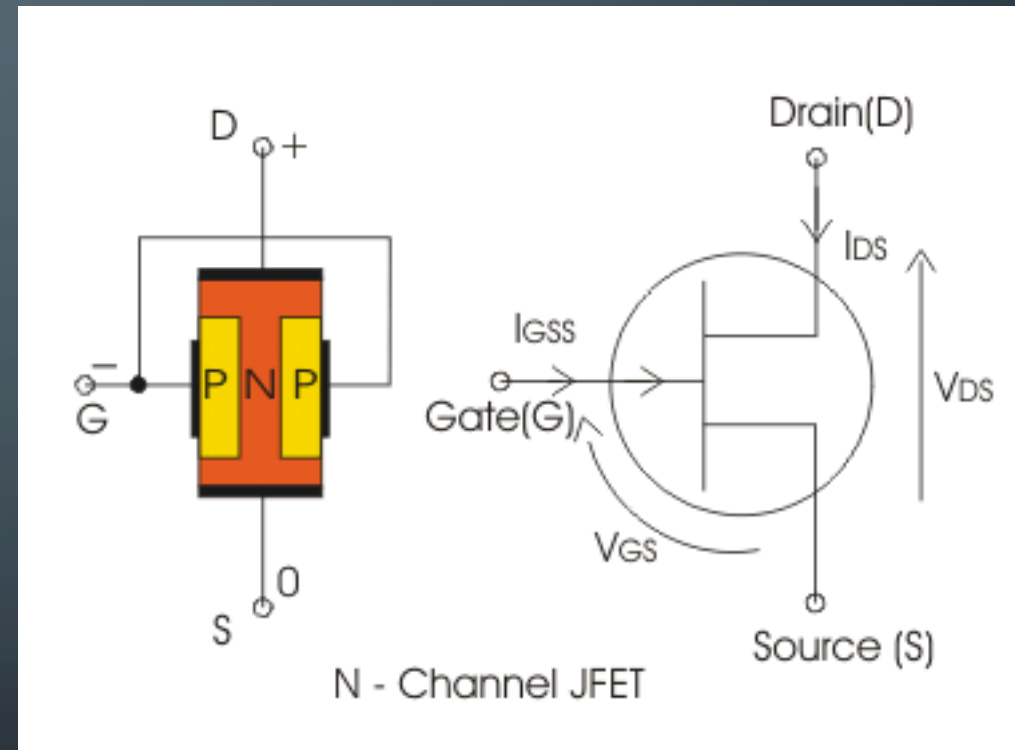 D
+
−
G
P N P
0
S
Drain(D)
IDS
IGSS
Gate(G)
VDS
VGS
Source (S)
N - Channel JFET